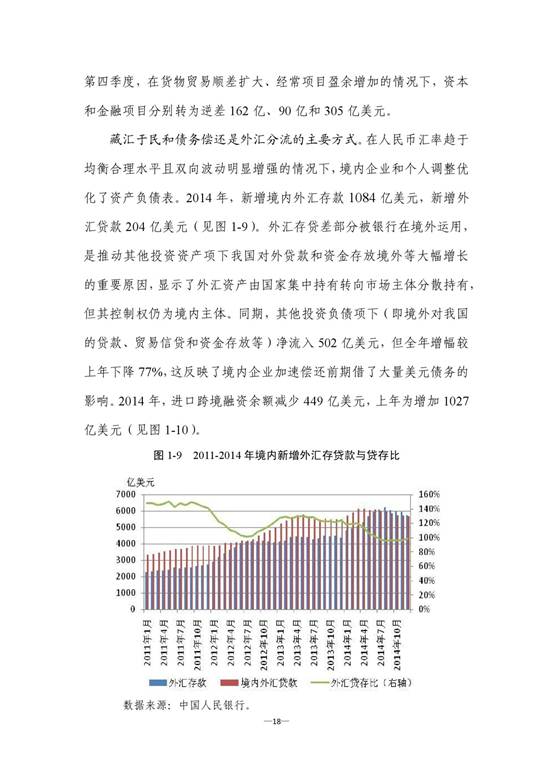 第四季度，在货物贸易顺差扩大、经常项目盈余增加的情况下，资本
和金融项目分别转为逆差 162 亿、90 亿和 305 亿美元。
藏汇于民和债务偿还是外汇分流的主要方式。在人民币汇率趋于
均衡合理水平且双向波动明显增强的情况下，境内企业和个人调整优
化了资产负债表。2014 年，新增境内外汇存款 1084 亿美元，新增外
汇贷款 204 亿美元（见图 1-9）。外汇存贷差部分被银行在境外运用，
是推动其他投资资产项下我国对外贷款和资金存放境外等大幅增长
的重要原因，显示了外汇资产由国家集中持有转向市场主体分散持有，
但其控制权仍为境内主体。同期，其他投资负债项下（即境外对我国
的贷款、贸易信贷和资金存放等）净流入 502 亿美元，但全年增幅较
上年下降 77%，这反映了境内企业加速偿还前期借了大量美元债务的
影响。2014 年，进口跨境融资余额减少 449 亿美元，上年为增加 1027
亿美元（见图 1-10）。
图 1-9 2011-2014 年境内新增外汇存贷款与贷存比
亿美元
7000
6000
5000
4000
3000
2000
1000
0
160%
140%
120%
100%
80%
60%
40%
20%
0%
2011年1月
2011年4月
2011年7月
2011年10月
2012年1月
2012年4月
2012年7月
2012年10月
2013年1月
2013年4月
2013年7月
2013年10月
2014年1月
2014年4月
2014年7月
2014年10月
外汇存款 境内外汇贷款 外汇贷存比（右轴）
数据来源：中国人民银行。
—18—